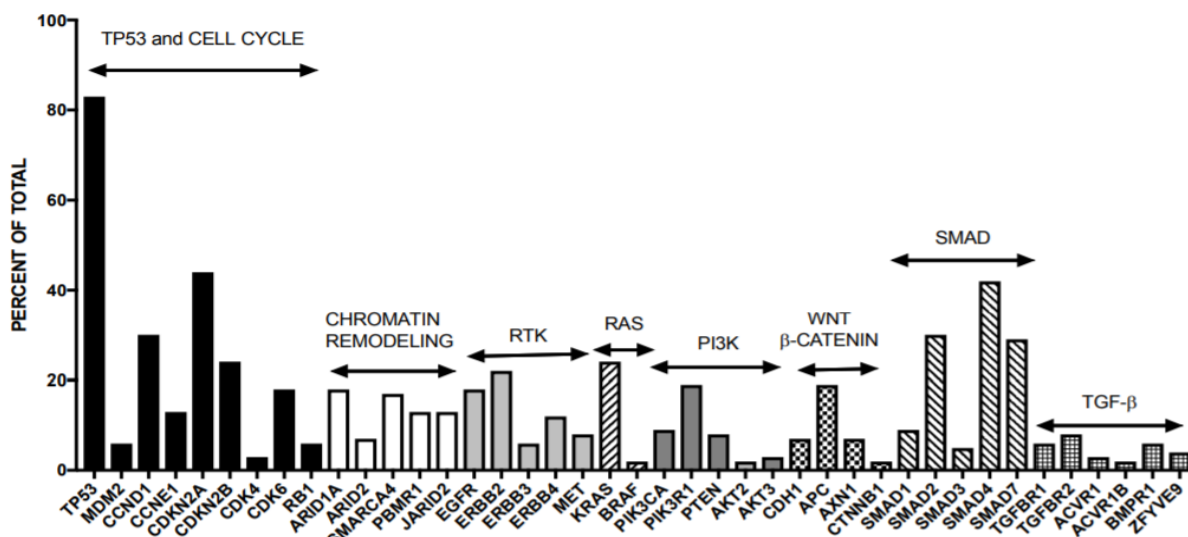 100
TP53 and CELL CYCLE
80
60
SMAD
40
CHROMATIN
REMODELING
RTK
RAS
PI3K
WNT
β-CATENIN
20
TGF-β
0
PERCENT OF TOTAL
TP53
MDM2
CCND1
CCNE1
CDKN2A
CDKN2B
CDK4
CDK6
RB1
ARID1A
ARID2
SMARCA4
PBMR1
JARID2
EGFR
ERBB2
ERBB3
ERBB4
MET
KRAS
BRAF
PIK3CA
PIK3R1
PTEN
AKT2
AKT3
CDH1
APC
AXN1
CTNNB1
SMAD1
SMAD2
SMAD3
SMAD4
SMAD7
TGFBR1
TGFBR2
ACVR1
ACVR1B
BMPR1
ZFYVE9